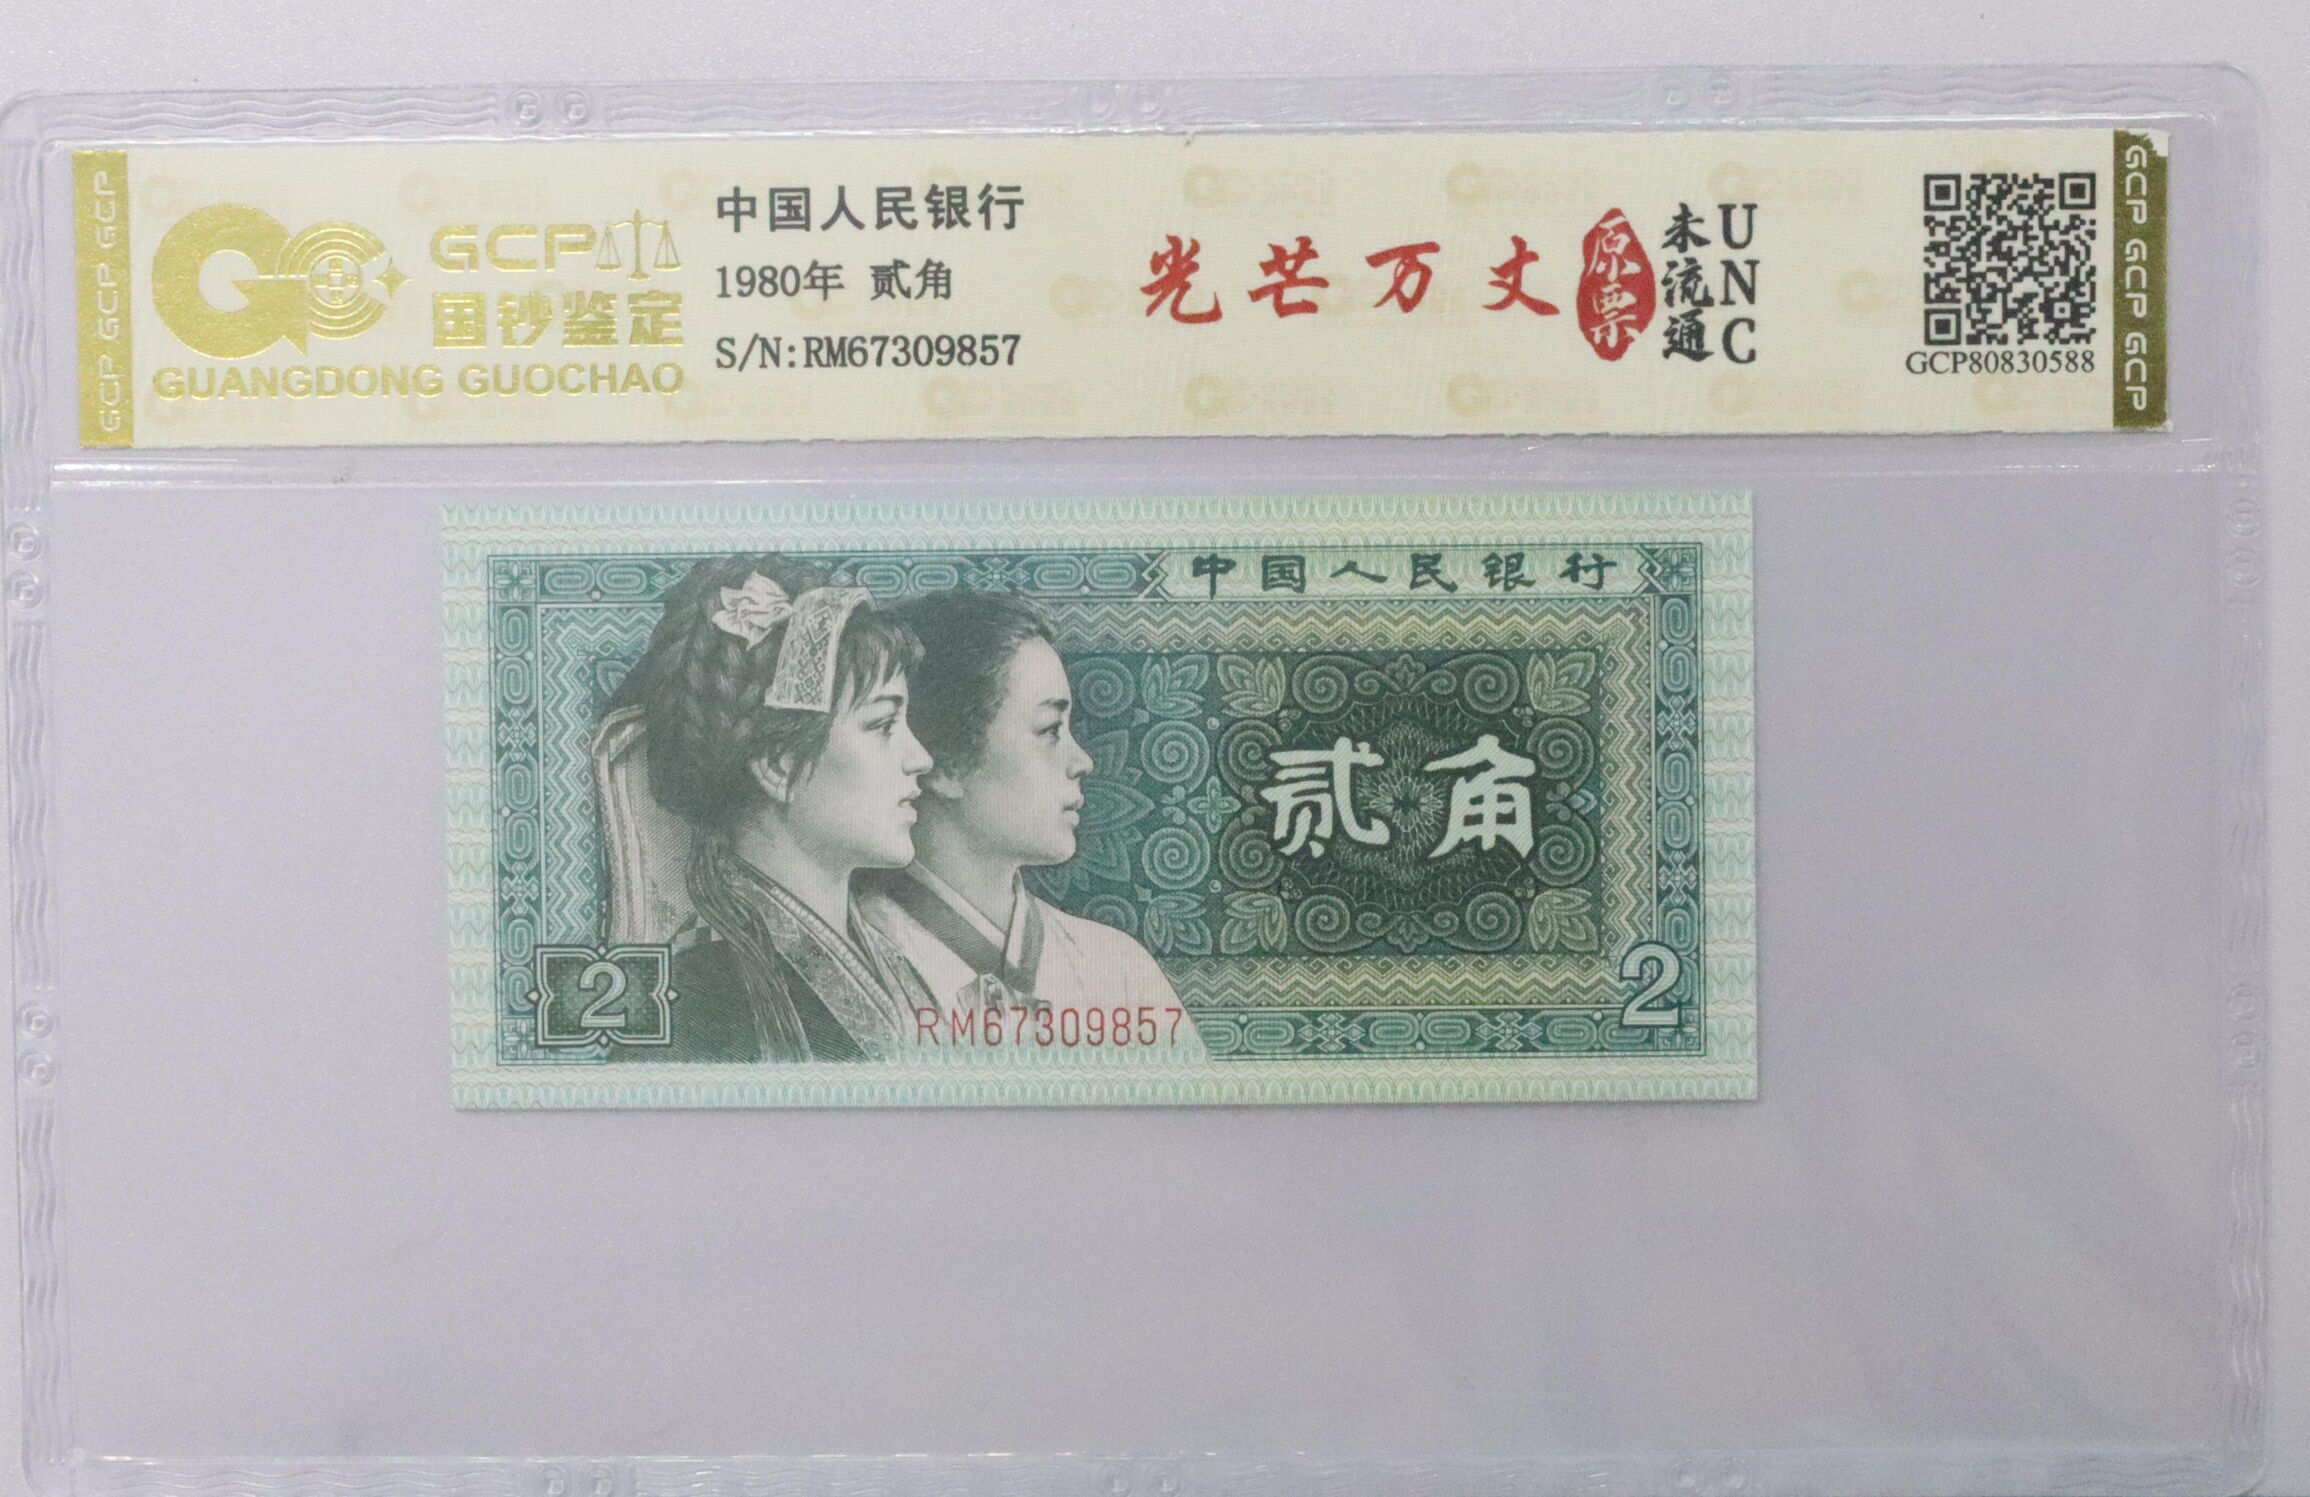 GCP GCP GCP
GCP
国钞鉴定
GUANGDONG GUOCHAO
中国人民银行
1980年 贰角
S/N:RM67309857
光芒万丈
原票
未流通
UNC
GCP80830588
GCP GCP GCP
中国人民银行
贰角
2
2
RM67309857